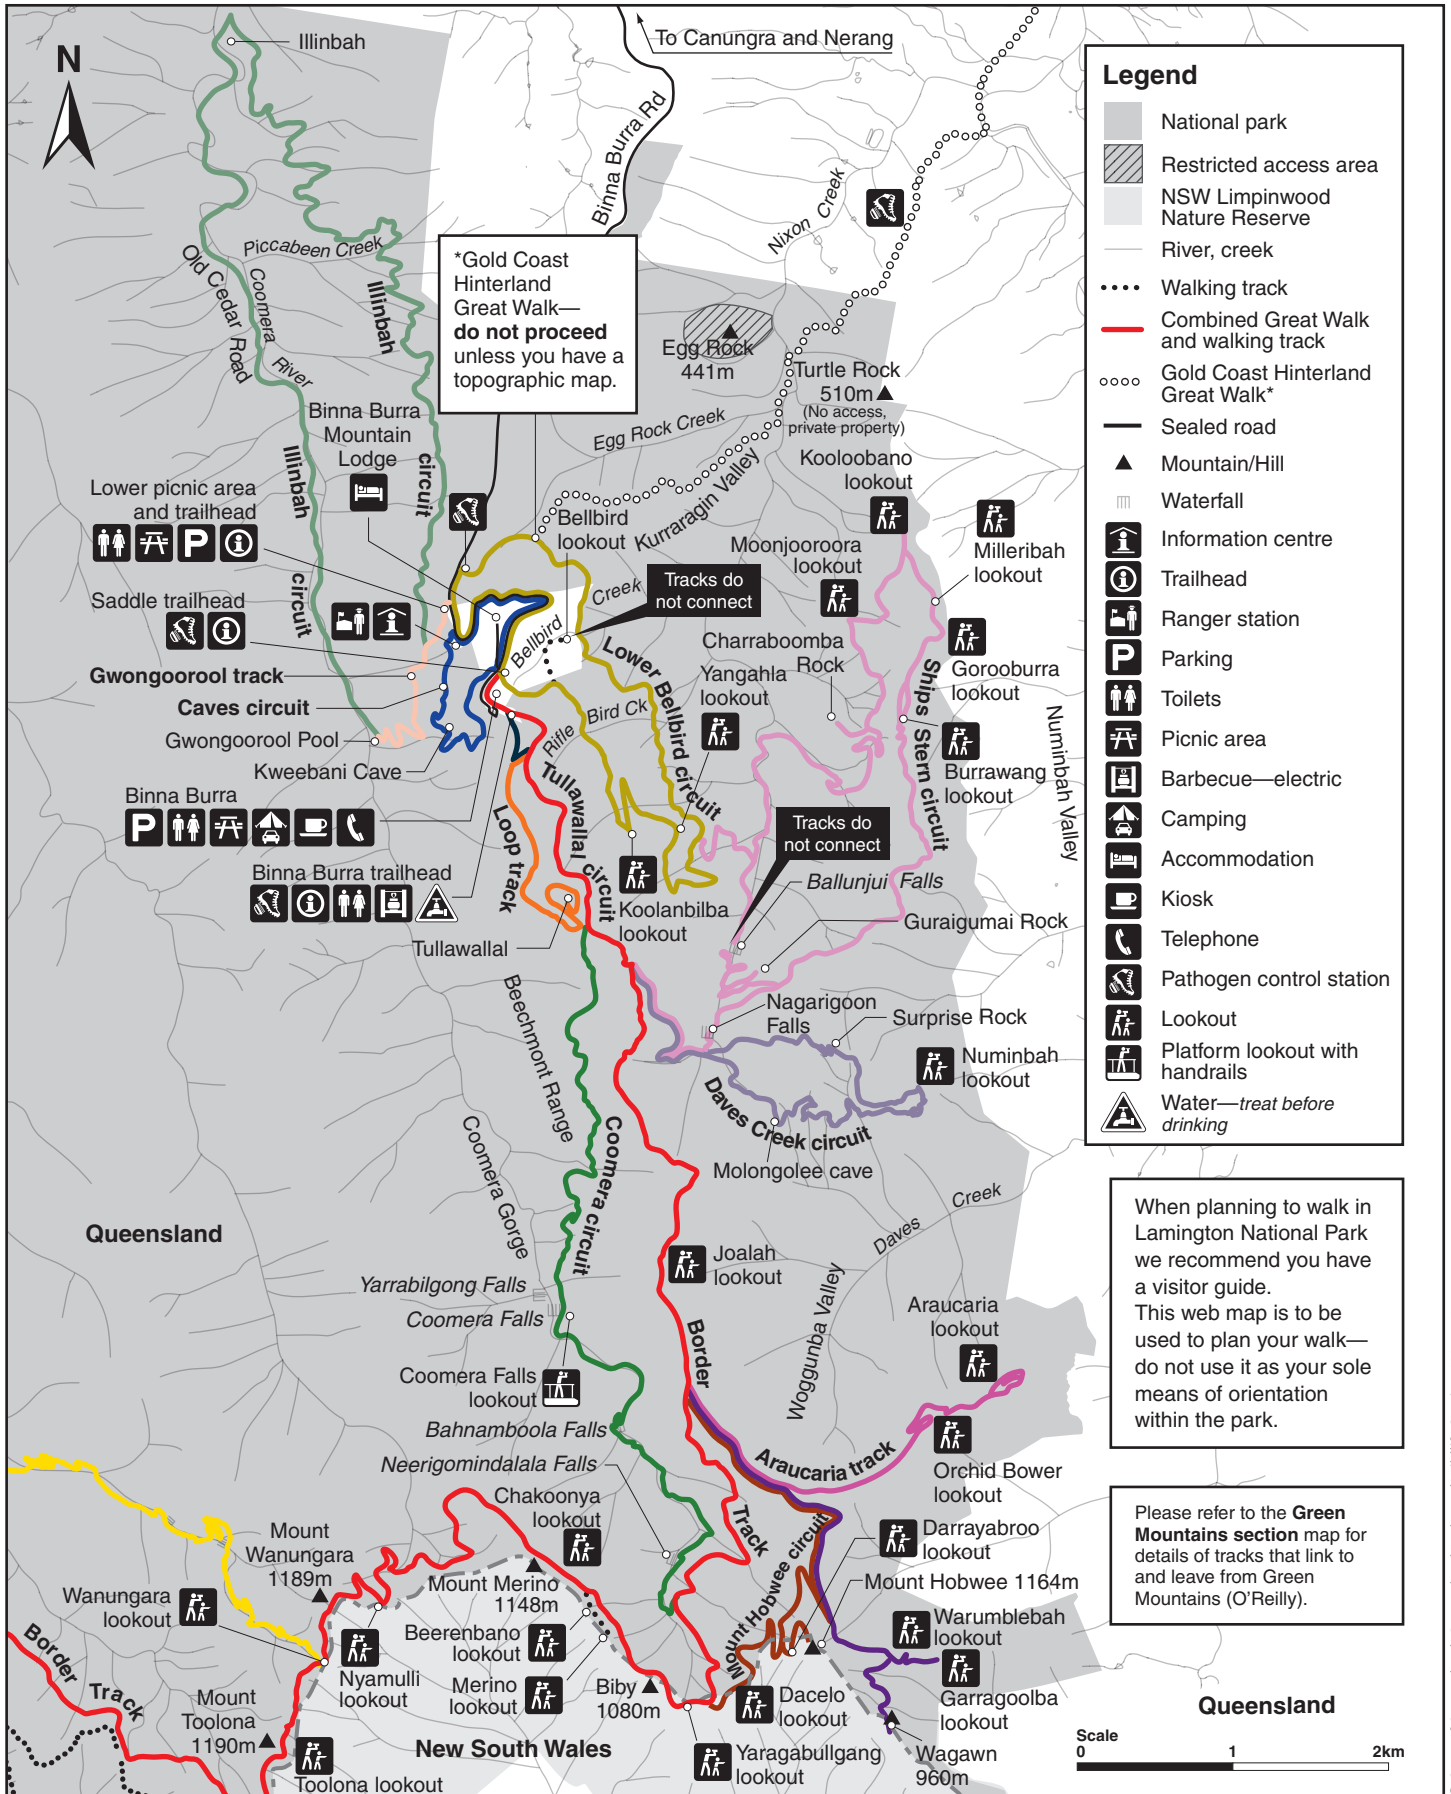 Illinbah
N
To Canungra and Nerang
Binna Burra Rd
Nixon Creek
Piccabeen Creek
Old Cedar Road
Coomera River
Illinbah circuit
*Gold Coast
Hinterland
Great Walk—
do not proceed
unless you have a
topographic map.
Egg Rock
441m
Turtle Rock
510m
(No access,
private property)
Egg Rock Creek
Kurraragin Valley
Binna Burra
Mountain
Lodge
Illinbah circuit
Lower picnic area
and trailhead
P
Saddle trailhead
Gwongoorool track
Caves circuit
Gwongoorool Pool
Kweebani Cave
Binna Burra
P
Binna Burra trailhead
Tullawallal
Bellbird
lookout
Bellbird Creek
Tracks do
not connect
Kooloobano
lookout
Milleribah
lookout
Moonjooroora
lookout
Charraboomba
Rock
Gorooburra
lookout
Yangahla
lookout
Lower Bellbird circuit
Rifle Bird Ck
Ships Stern circuit
Burrawang
lookout
Numinbah Valley
Tullawallal circuit
Loop track
Koolanbilba
lookout
Tracks do
not connect
Ballunjui Falls
Guraigumai Rock
Nagarigoon
Falls
Surprise Rock
Numinbah
lookout
Daves Creek circuit
Molongolee cave
Beechmont Range
Coomera Gorge
Coomera circuit
Queensland
Yarrabilgong Falls
Coomera Falls
Coomera Falls
lookout
Bahnamboola Falls
Neerigomindalala Falls
Joalah
lookout
Daves Creek
Woggunba Valley
Araucaria
lookout
Border Track
Araucaria track
Orchid Bower
lookout
Chakoonya
lookout
Mount
Wanungara
1189m
Wanungara
lookout
Mount Merino
1148m
Beerenbano
lookout
Merino
lookout
Biby
1080m
Nyamulli
lookout
Border Track
Mount
Toolona
1190m
Toolona lookout
New South Wales
Mount Hobwee circuit
Darrayabroo
lookout
Mount Hobwee 1164m
Warumblebah
lookout
Garragoolba
lookout
Dacelo
lookout
Yaragabullgang
lookout
Wagawn
960m
Queensland
Scale
0 1 2km
Legend
National park
Restricted access area
NSW Limpinwood
Nature Reserve
River, creek
Walking track
Combined Great Walk
and walking track
Gold Coast Hinterland
Great Walk*
Sealed road
Mountain/Hill
Waterfall
Information centre
Trailhead
Ranger station
P Parking
Toilets
Picnic area
Barbecue—electric
Camping
Accommodation
Kiosk
Telephone
Pathogen control station
Lookout
Platform lookout with
handrails
Water—treat before
drinking
When planning to walk in
Lamington National Park
we recommend you have
a visitor guide.
This web map is to be
used to plan your walk—
do not use it as your sole
means of orientation
within the park.
Please refer to the Green
Mountains section map for
details of tracks that link to
and leave from Green
Mountains (O'Reilly).